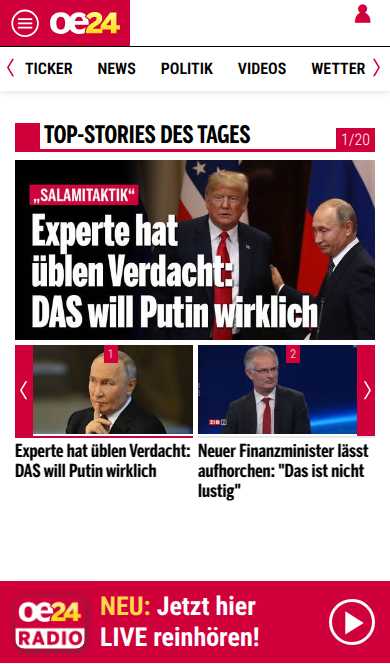 oe24
TICKER NEWS POLITIK VIDEOS WETTER
TOP-STORIES DES TAGES
1/20
„SALAMITAKTIK“
Experte hat
üblen Verdacht:
DAS will Putin wirklich
1
2
ZIB 2
Experte hat üblen Verdacht:
DAS will Putin wirklich
Neuer Finanzminister lässt
aufhorchen: "Das ist nicht
lustig"
oe24
RADIO
NEU: Jetzt hier
LIVE reinhören!